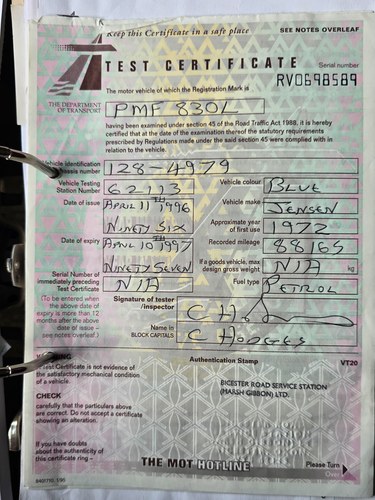 Keep this Certificate in a safe place
SEE NOTES OVERLEAF
TEST CERTIFICATE
Serial number
RV0698589
The motor vehicle of which the Registration Mark is
PMF 830L
THE DEPARTMENT
OF TRANSPORT
having been examined under section 45 of the Road Traffic Act 1988, it is hereby
certified that at the date of the examination thereof the statutory requirements
prescribed by Regulations made under the said section 45 were complied with in
relation to the vehicle.
Vehicle identification
chassis number
128-4979
Vehicle Testing
Station Number
62113
Vehicle colour
BLUE
Date of issue
APRIL 11TH 1996
NINETY SIX
Vehicle make
JENSEN
Approximate year
of first use
1972
Date of expiry
APRIL 10TH 1997
NINETY SEVEN
Recorded mileage
88165
Serial Number of
immediately preceding
Test Certificate
N/A
If a goods vehicle, max
design gross weight
N/A
kg
Fuel type
PETROL
(To be entered when
the above date of
expiry is more than 12
months after the above
date of issue –
see notes overleaf.)
Signature of tester
/inspector
Name in
BLOCK CAPITALS
C HODGES
Authentication Stamp
VT20
Test Certificate is not evidence of
the satisfactory mechanical condition
of a vehicle.
BICESTER ROAD SERVICE STATION
(MARSH GIBBON) LTD.
CHECK
carefully that the particulars above
are correct. Do not accept a certificate
showing an alteration.
If you have doubts
about the authenticity of
this certificate ring –
THE MOT HOTLINE
Please Turn
Over